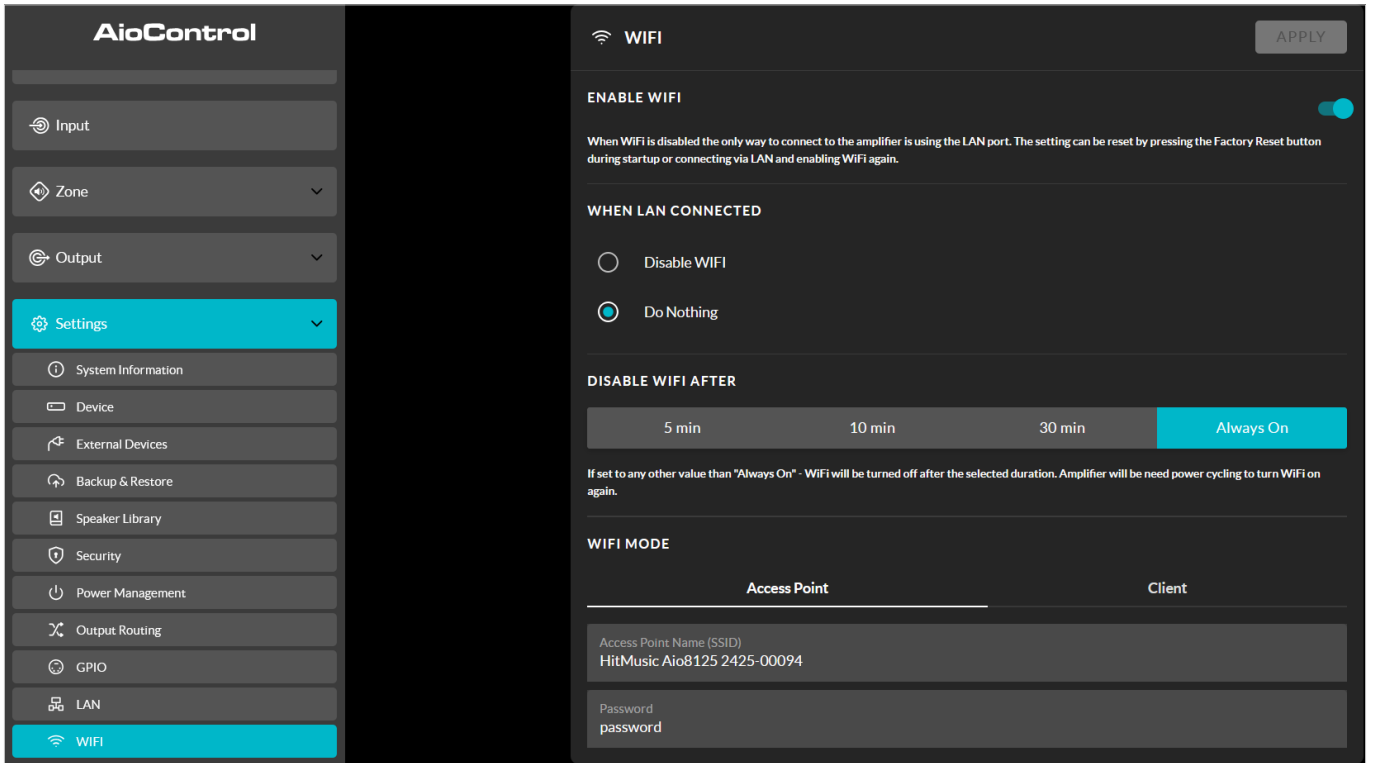 AioControl
Input
Zone
Output
Settings
System Information
Device
External Devices
Backup & Restore
Speaker Library
Security
Power Management
Output Routing
GPIO
LAN
WIFI
WIFI
APPLY
ENABLE WIFI
When WiFi is disabled the only way to connect to the amplifier is using the LAN port. The setting can be reset by pressing the Factory Reset button
during startup or connecting via LAN and enabling WiFi again.
WHEN LAN CONNECTED
Disable WIFI
Do Nothing
DISABLE WIFI AFTER
5 min
10 min
30 min
Always On
If set to any other value than "Always On" - WiFi will be turned off after the selected duration. Amplifier will be need power cycling to turn WiFi on
again.
WIFI MODE
Access Point
Client
Access Point Name (SSID)
HitMusic Aio8125 2425-00094
Password
password